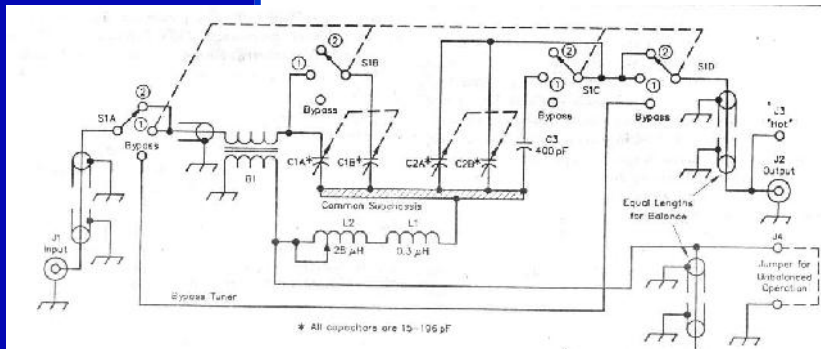 ②
①
S1B
Bypass
②
S1A
①
Bypass
J1
Input
B1
C1A*
C1B*
C2A*
C2B*
C3
400 pF
②
①
S1C
Bypass
②
①
S1D
Bypass
J3
"Hot"
J2
Output
Common Subchassis
L2
28 μH
L1
0.3 μH
Equal Lengths
for Balance
J4
Jumper for
Unbalanced
Operation
Bypass Tuner
* All capacitors are 15-196 pF